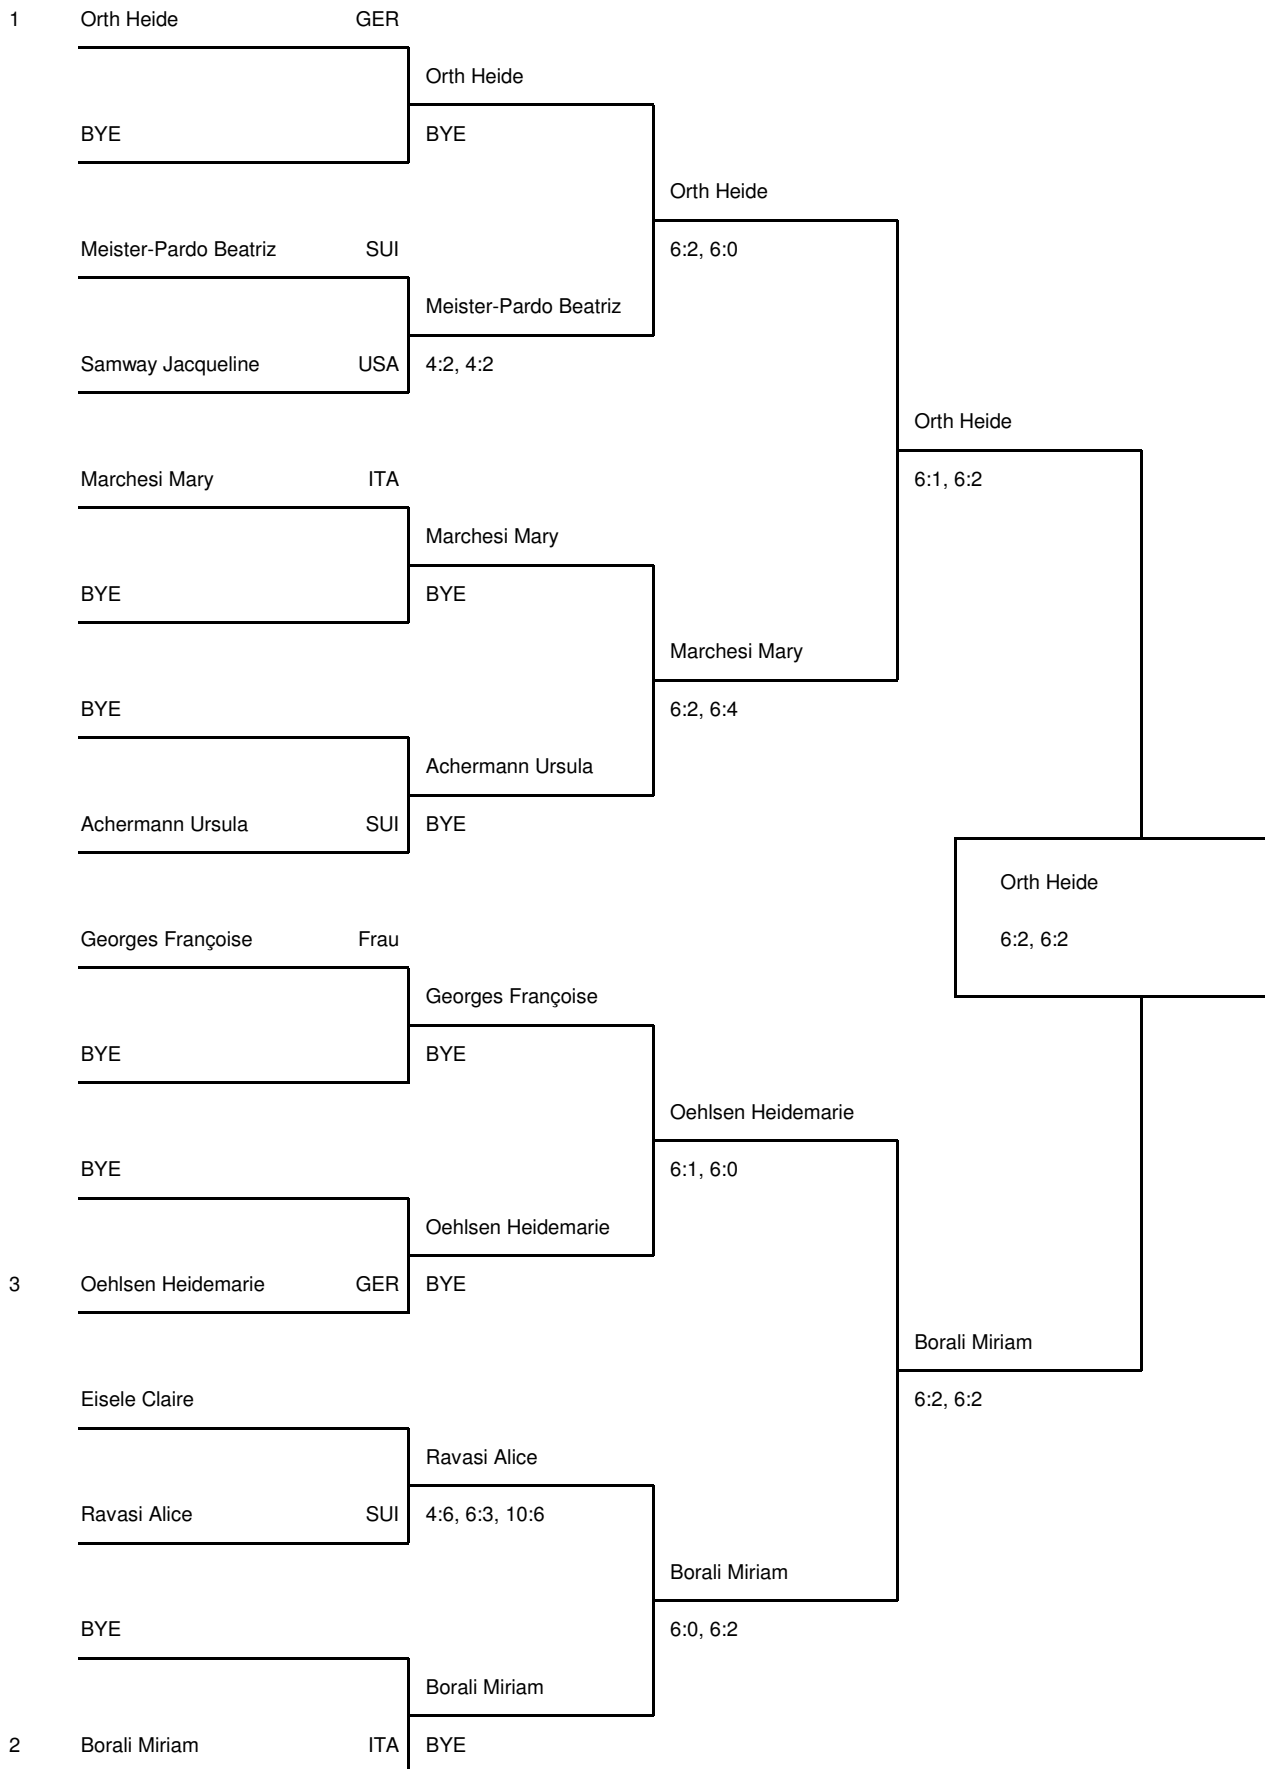 1 Orth Heide GER
Orth Heide
BYE BYE
Orth Heide
Meister-Pardo Beatriz SUI 6:2, 6:0
Meister-Pardo Beatriz
Samway Jacqueline USA 4:2, 4:2
Orth Heide
Marchesi Mary ITA 6:1, 6:2
Marchesi Mary
BYE BYE
Marchesi Mary
BYE 6:2, 6:4
Achermann Ursula
Achermann Ursula SUI BYE
Orth Heide
Georges Françoise Frau 6:2, 6:2
Georges Françoise
BYE BYE
Oehlsen Heidemarie
BYE 6:1, 6:0
Oehlsen Heidemarie
3 Oehlsen Heidemarie GER BYE
Borali Miriam
Eisele Claire 6:2, 6:2
Ravasi Alice
Ravasi Alice SUI 4:6, 6:3, 10:6
Borali Miriam
BYE 6:0, 6:2
Borali Miriam
2 Borali Miriam ITA BYE